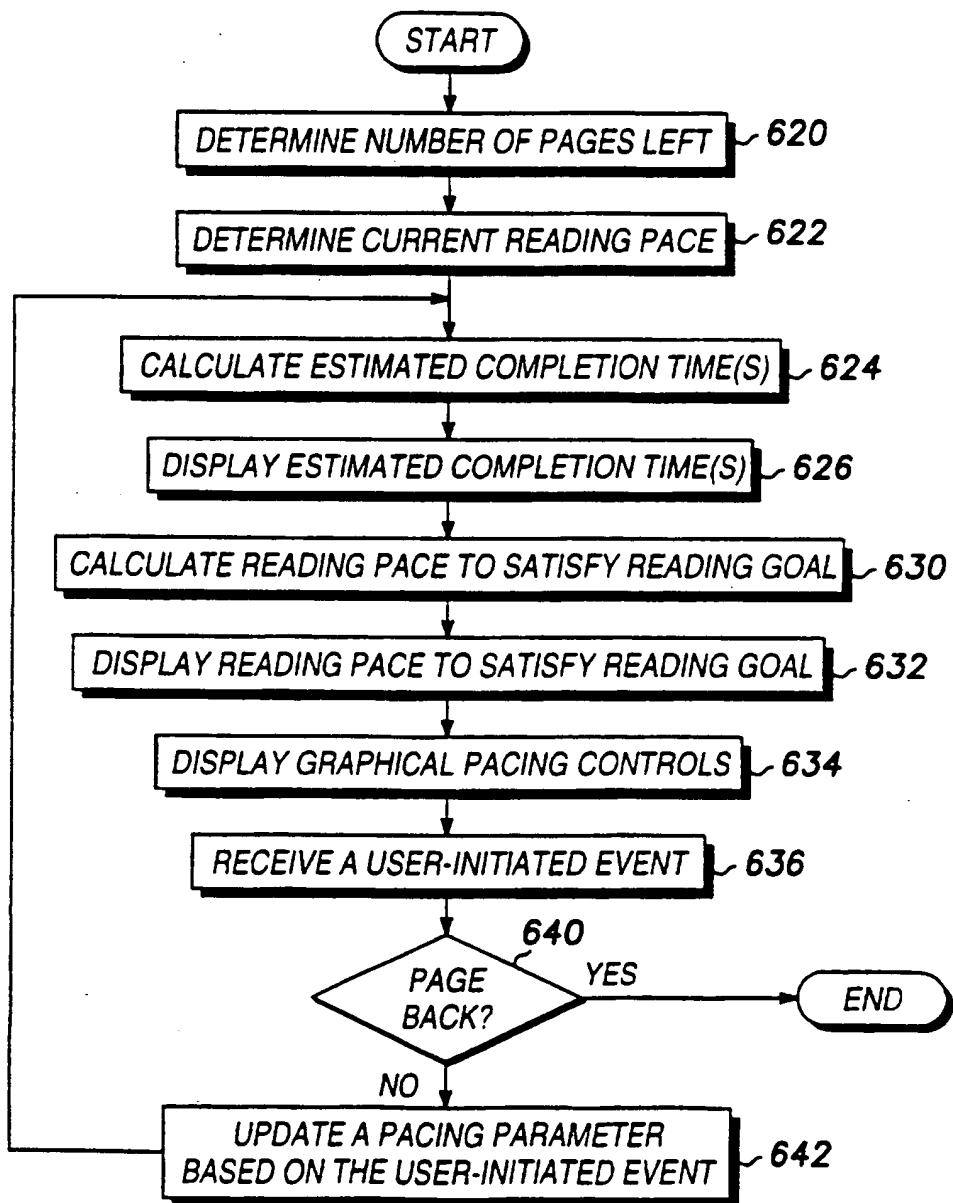 START
DETERMINE NUMBER OF PAGES LEFT 620
DETERMINE CURRENT READING PACE 622
CALCULATE ESTIMATED COMPLETION TIME(S) 624
DISPLAY ESTIMATED COMPLETION TIME(S) 626
CALCULATE READING PACE TO SATISFY READING GOAL 630
DISPLAY READING PACE TO SATISFY READING GOAL 632
DISPLAY GRAPHICAL PACING CONTROLS 634
RECEIVE A USER-INITIATED EVENT 636
640
PAGE
BACK?
YES
END
NO
UPDATE A PACING PARAMETER
BASED ON THE USER-INITIATED EVENT 642